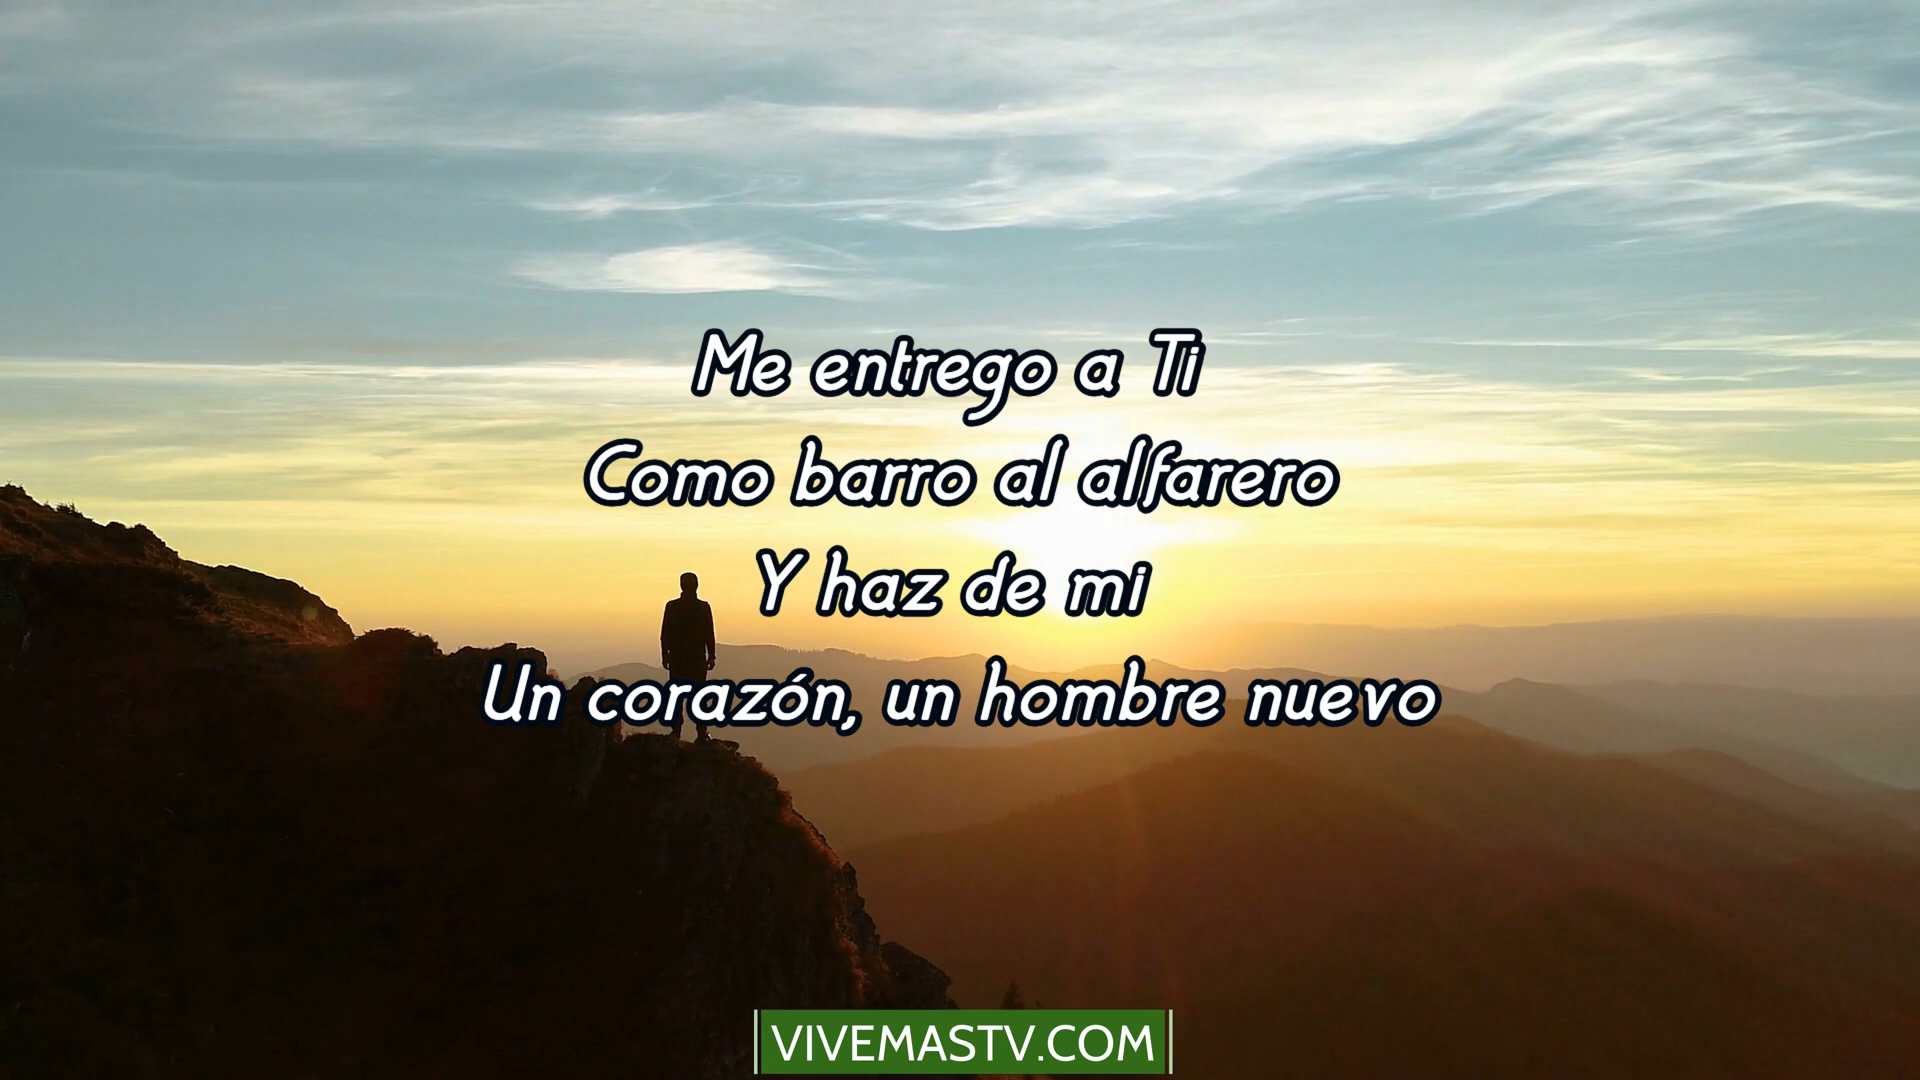 Me entrego a Ti
Como barro al alfarero
Y haz de mi
Un corazón, un hombre nuevo
VIVEMASTV.COM